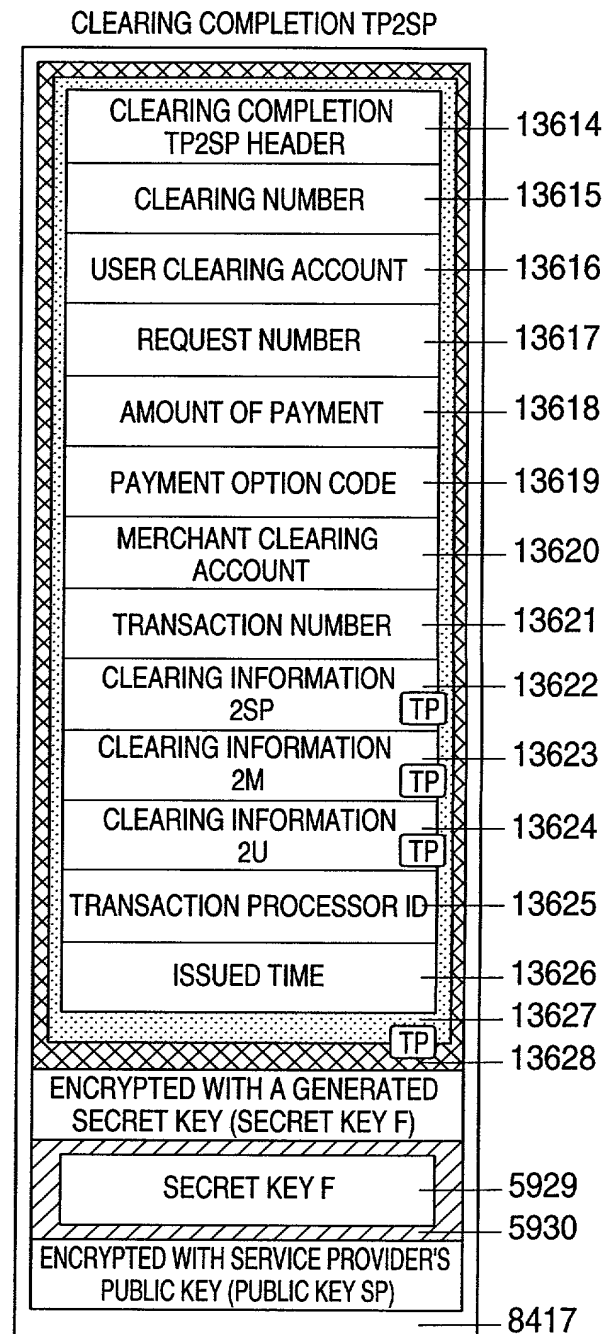 CLEARING COMPLETION TP2SP
CLEARING COMPLETION
TP2SP HEADER
13614
CLEARING NUMBER
13615
USER CLEARING ACCOUNT
13616
REQUEST NUMBER
13617
AMOUNT OF PAYMENT
13618
PAYMENT OPTION CODE
13619
MERCHANT CLEARING
ACCOUNT
13620
TRANSACTION NUMBER
13621
CLEARING INFORMATION
2SP
TP
13622
CLEARING INFORMATION
2M
TP
13623
CLEARING INFORMATION
2U
TP
13624
TRANSACTION PROCESSOR ID
13625
ISSUED TIME
13626
13627
TP
13628
ENCRYPTED WITH A GENERATED
SECRET KEY (SECRET KEY F)
SECRET KEY F
5929
5930
ENCRYPTED WITH SERVICE PROVIDER'S
PUBLIC KEY (PUBLIC KEY SP)
8417